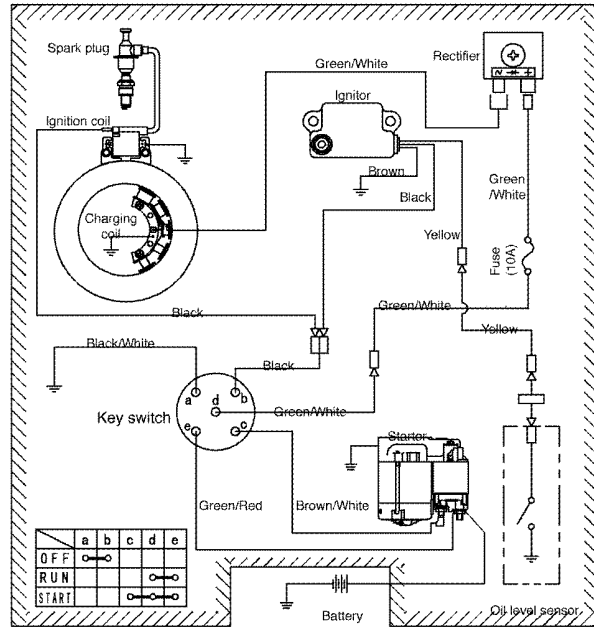 Spark plug
Rectifier
Green/White
Ignitor
Ignition coil
Brown
Black
Green
/White
Charging
coil
Yellow
Fuse
(10A)
Green/White
Black
Yellow
Black/White
Black
a
b
d
Key switch
Green/White
e
c
Startor
Green/Red
Brown/White
a b c d e
OFF
RUN
START
Battery
Oil level sensor